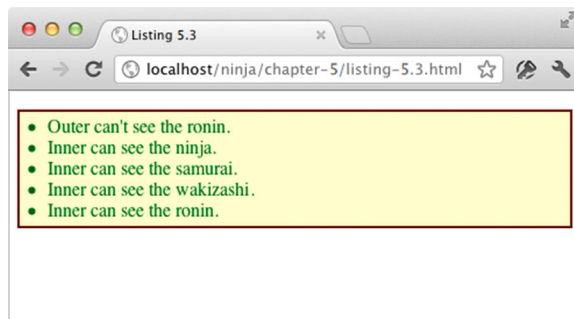 Listing 5.3
localhost/ninja/chapter-5/listing-5.3.html
Outer can't see the ronin.
Inner can see the ninja.
Inner can see the samurai.
Inner can see the wakizashi.
Inner can see the ronin.